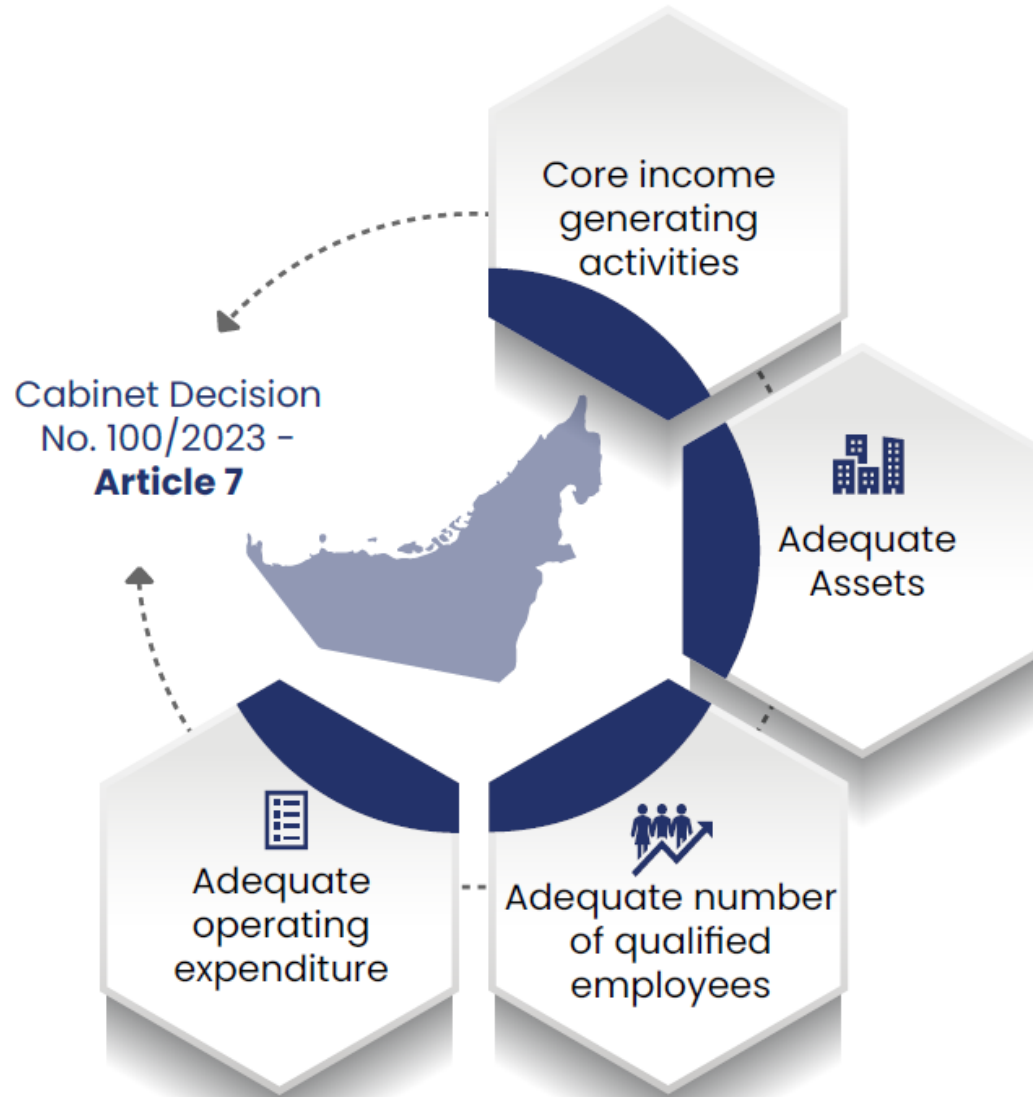 Core income
generating
activities
Cabinet Decision
No. 100/2023 -
Article 7
Adequate
Assets
Adequate
operating
expenditure
Adequate number
of qualified
employees